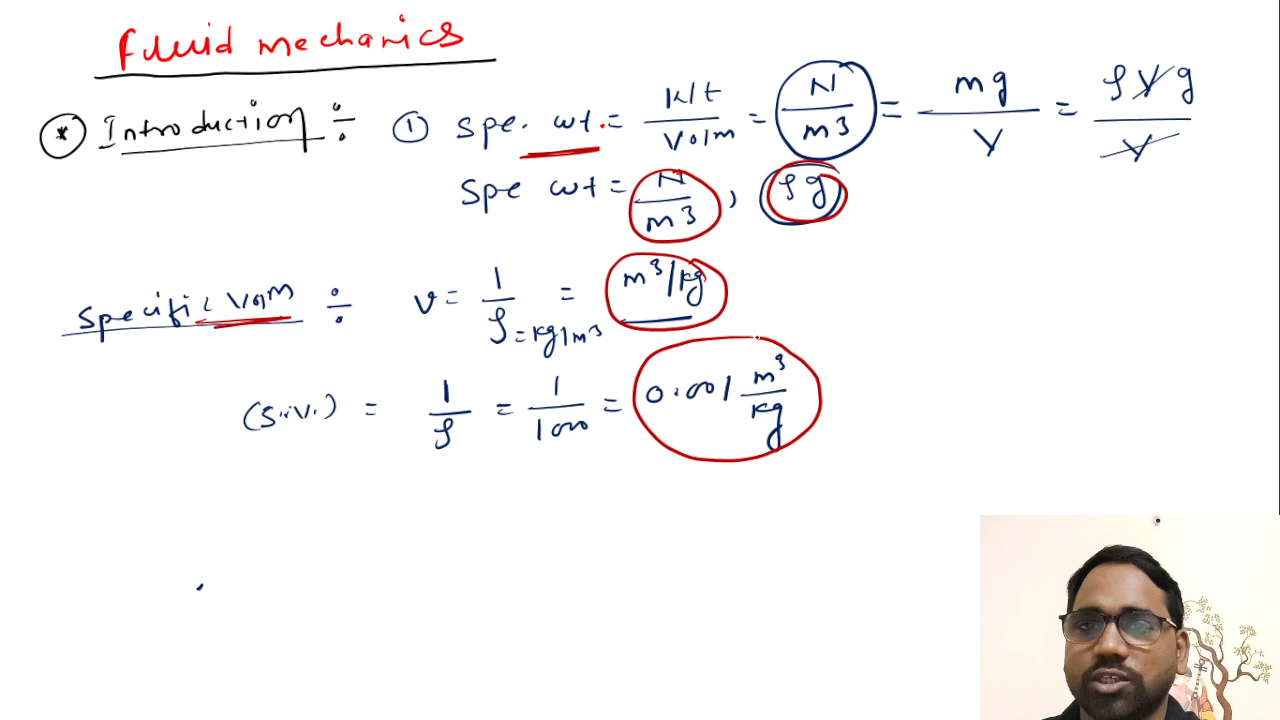 Fluid mechanics
* Introduction ÷ ① Spe. wt. = wt / Volm = N / m3 = mg / V = ρVg / V
Spe wt = N / m3 , ρg
Specific Volm ÷ v = 1 / ρ = kg/m3 = m3/kg
(S.V.) = 1 / ρ = 1 / 1000 = 0.001 m3 / kg